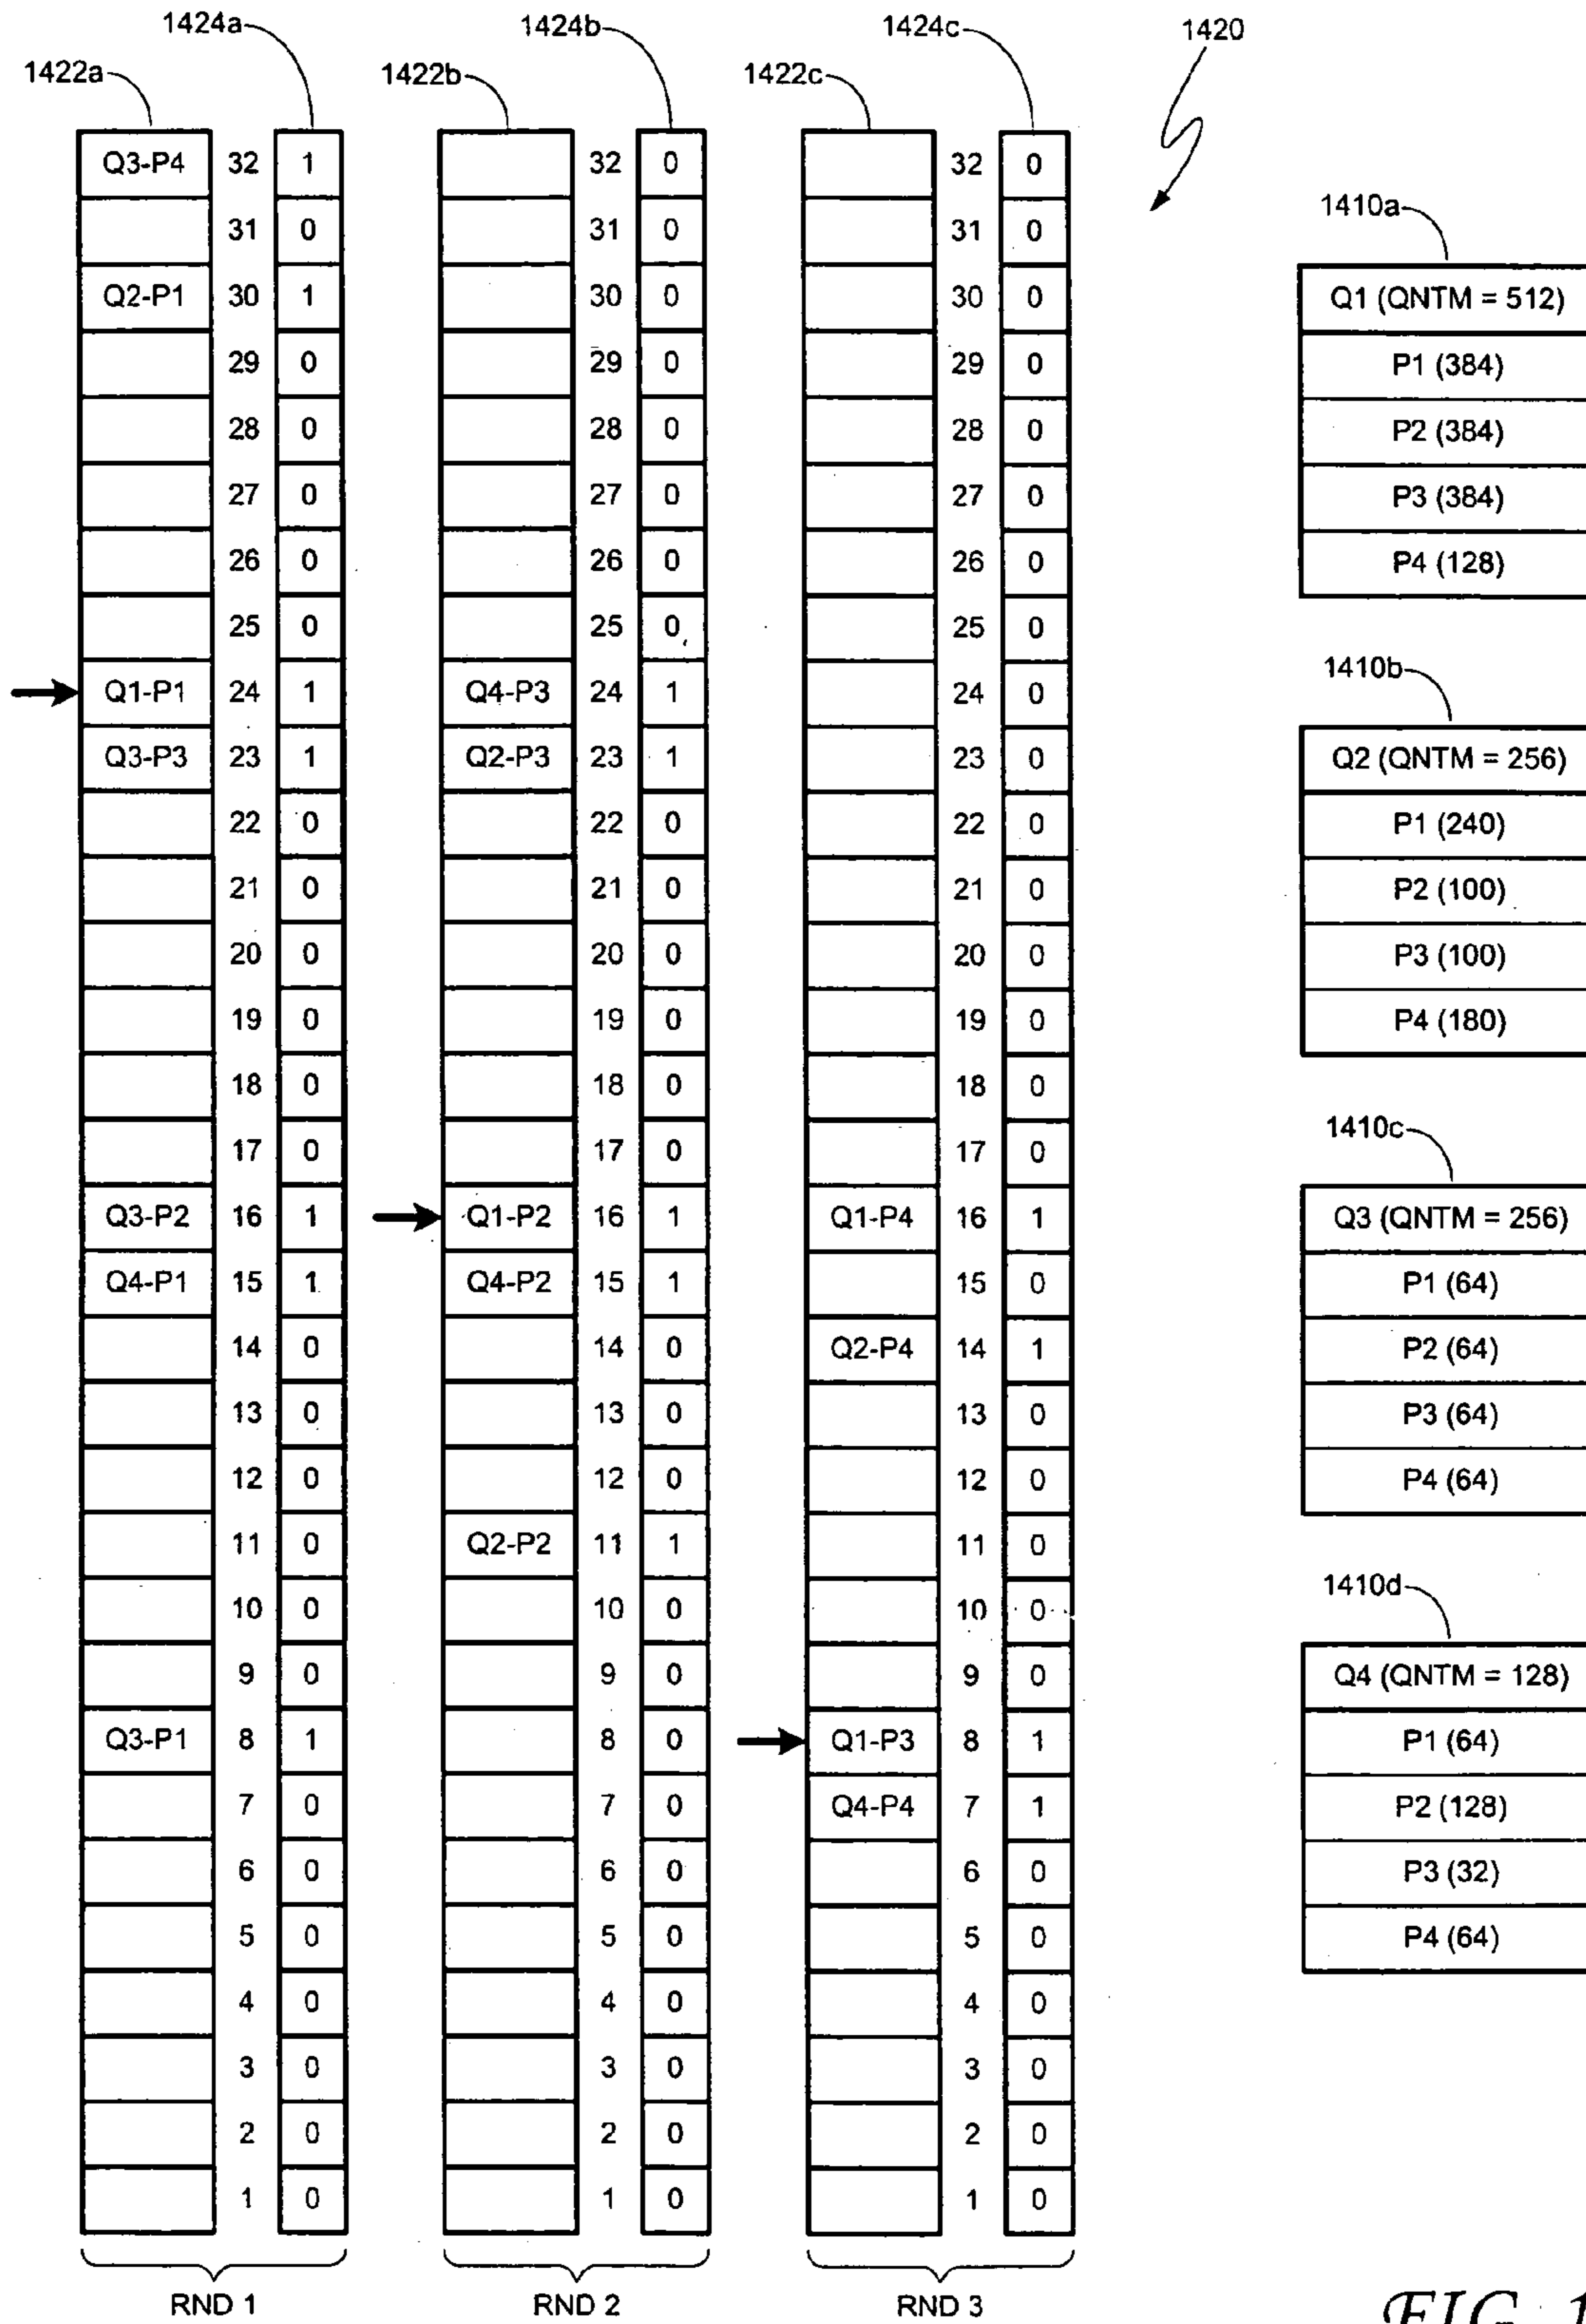 1424a 1424b 1424c 1420
1422a 1422b 1422c
Q3-P4 32 1 32 0 32 0
31 0 31 0 31 0
Q2-P1 30 1 30 0 30 0
29 0 29 0 29 0
28 0 28 0 28 0
27 0 27 0 27 0
26 0 26 0 26 0
25 0 25 0 25 0
Q1-P1 24 1 Q4-P3 24 1 24 0
Q3-P3 23 1 Q2-P3 23 1 23 0
22 0 22 0 22 0
21 0 21 0 21 0
20 0 20 0 20 0
19 0 19 0 19 0
18 0 18 0 18 0
17 0 17 0 17 0
Q3-P2 16 1 Q1-P2 16 1 Q1-P4 16 1
Q4-P1 15 1 Q4-P2 15 1 15 0
14 0 14 0 Q2-P4 14 1
13 0 13 0 13 0
12 0 12 0 12 0
11 0 Q2-P2 11 1 11 0
10 0 10 0 10 0
9 0 9 0 9 0
Q3-P1 8 1 8 0 Q1-P3 8 1
7 0 7 0 Q4-P4 7 1
6 0 6 0 6 0
5 0 5 0 5 0
4 0 4 0 4 0
3 0 3 0 3 0
2 0 2 0 2 0
1 0 1 0 1 0
RND 1 RND 2 RND 3
1410a
Q1 (QNTM = 512)
P1 (384)
P2 (384)
P3 (384)
P4 (128)
1410b
Q2 (QNTM = 256)
P1 (240)
P2 (100)
P3 (100)
P4 (180)
1410c
Q3 (QNTM = 256)
P1 (64)
P2 (64)
P3 (64)
P4 (64)
1410d
Q4 (QNTM = 128)
P1 (64)
P2 (128)
P3 (32)
P4 (64)
FIG. 1